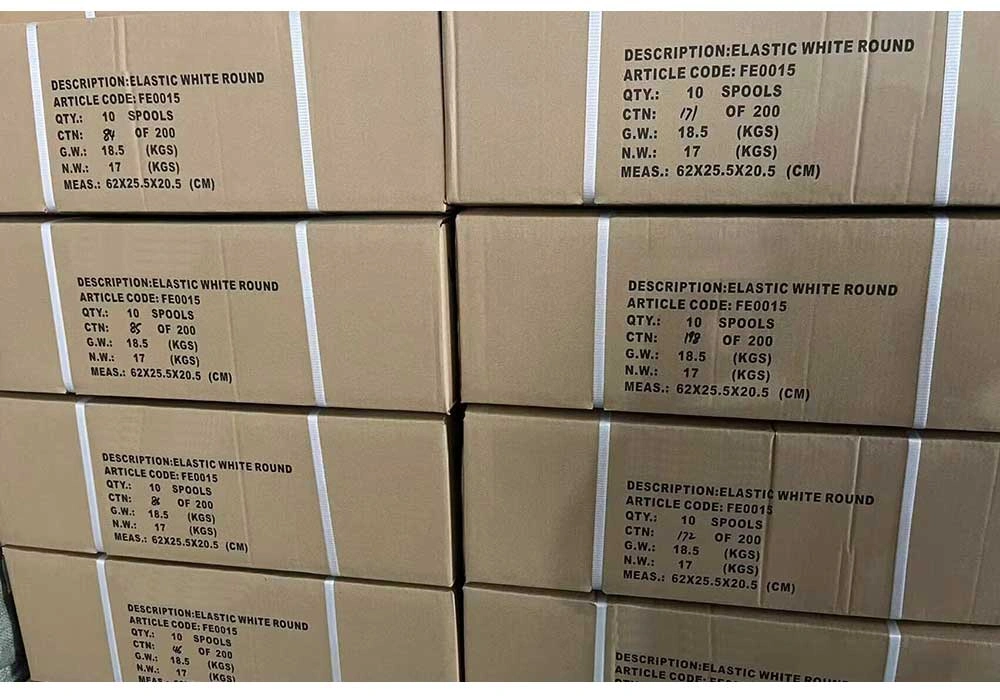 DESCRIPTION:ELASTIC WHITE ROUND
ARTICLE CODE: FE0015
QTY.: 10 SPOOLS
CTN: 84 OF 200
G.W.: 18.5 (KGS)
N.W.: 17 (KGS)
MEAS.: 62X25.5X20.5 (CM)
DESCRIPTION:ELASTIC WHITE ROUND
ARTICLE CODE: FE0015
QTY.: 10 SPOOLS
CTN: 171 OF 200
G.W.: 18.5 (KGS)
N.W.: 17 (KGS)
MEAS.: 62X25.5X20.5 (CM)
DESCRIPTION:ELASTIC WHITE ROUND
ARTICLE CODE: FE0015
QTY.: 10 SPOOLS
CTN: 85 OF 200
G.W.: 18.5 (KGS)
N.W.: 17 (KGS)
MEAS.: 62X25.5X20.5 (CM)
DESCRIPTION:ELASTIC WHITE ROUND
ARTICLE CODE: FE0015
QTY.: 10 SPOOLS
CTN: 198 OF 200
G.W.: 18.5 (KGS)
N.W.: 17 (KGS)
MEAS.: 62X25.5X20.5 (CM)
DESCRIPTION:ELASTIC WHITE ROUND
ARTICLE CODE: FE0015
QTY.: 10 SPOOLS
CTN: 86 OF 200
G.W.: 18.5 (KGS)
N.W.: 17 (KGS)
MEAS.: 62X25.5X20.5 (CM)
DESCRIPTION:ELASTIC WHITE ROUND
ARTICLE CODE: FE0015
QTY.: 10 SPOOLS
CTN: 172 OF 200
G.W.: 18.5 (KGS)
N.W.: 17 (KGS)
MEAS.: 62X25.5X20.5 (CM)
DESCRIPTION:ELASTIC WHITE ROUND
ARTICLE CODE: FE0015
QTY.: 10 SPOOLS
CTN: OF 200
G.W.: 18.5 (KGS)
N.W.: 17 (KGS)
DESCRIPTION:ELASTIC WHITE ROUND